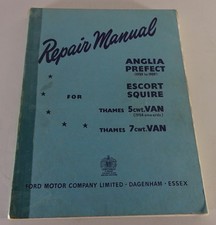 Repair Manual
ANGLIA
PREFECT
ESCORT
SQUIRE
FOR
THAMES 5cwt. VAN
THAMES 7cwt. VAN
FORD MOTOR COMPANY LIMITED - DAGENHAM - ESSEX